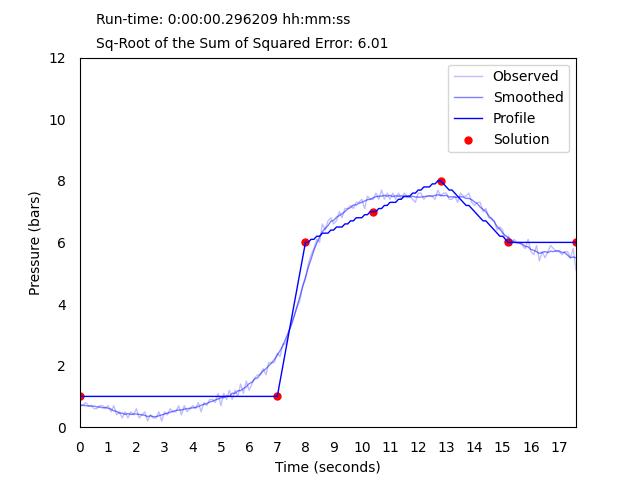 Run-time: 0:00:00.296209 hh:mm:ss
Sq-Root of the Sum of Squared Error: 6.01
12
10
8
6
4
2
0
Pressure (bars)
Observed
Smoothed
Profile
Solution
0 1 2 3 4 5 6 7 8 9 10 11 12 13 14 15 16 17
Time (seconds)